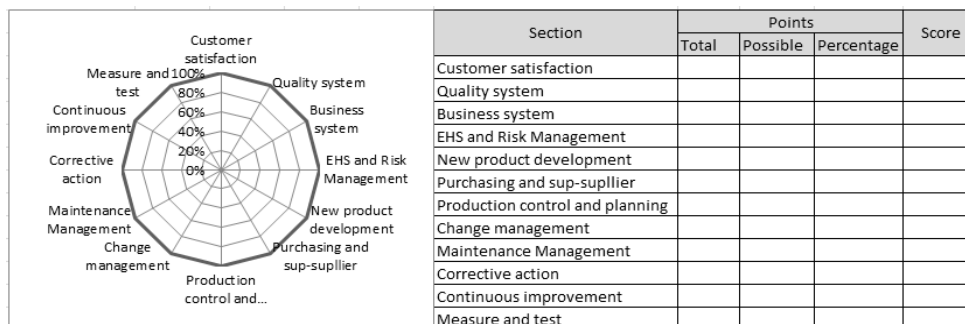 Customer
satisfaction
Quality system
Business
system
EHS and Risk
Management
New product
development
Purchasing and
sup-supllier
Production
control and...
Change
management
Maintenance
Management
Corrective
action
Continuous
improvement
Measure and
test
100%
80%
60%
40%
20%
0%
Section
Points
Score
Total Possible Percentage
Customer satisfaction
Quality system
Business system
EHS and Risk Management
New product development
Purchasing and sup-supllier
Production control and planning
Change management
Maintenance Management
Corrective action
Continuous improvement
Measure and test